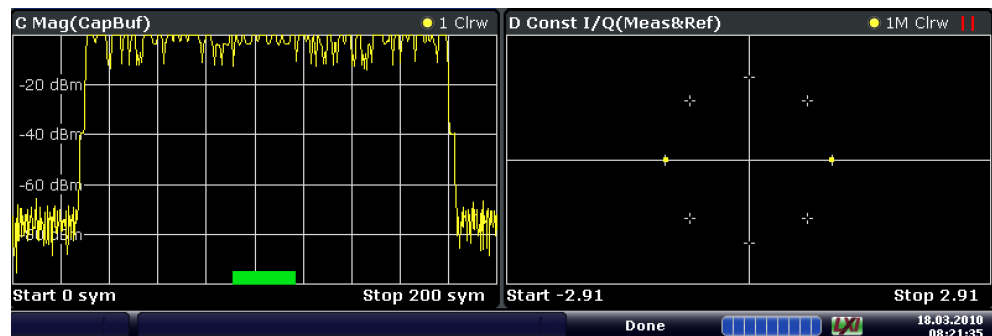 C Mag(CapBuf)
1 Clrw
-20 dBm
-40 dBm
-60 dBm
Start 0 sym
Stop 200 sym
D Const I/Q(Meas&Ref)
1M Clrw
Start -2.91
Stop 2.91
Done
LXI
18.03.2010
08:21:35